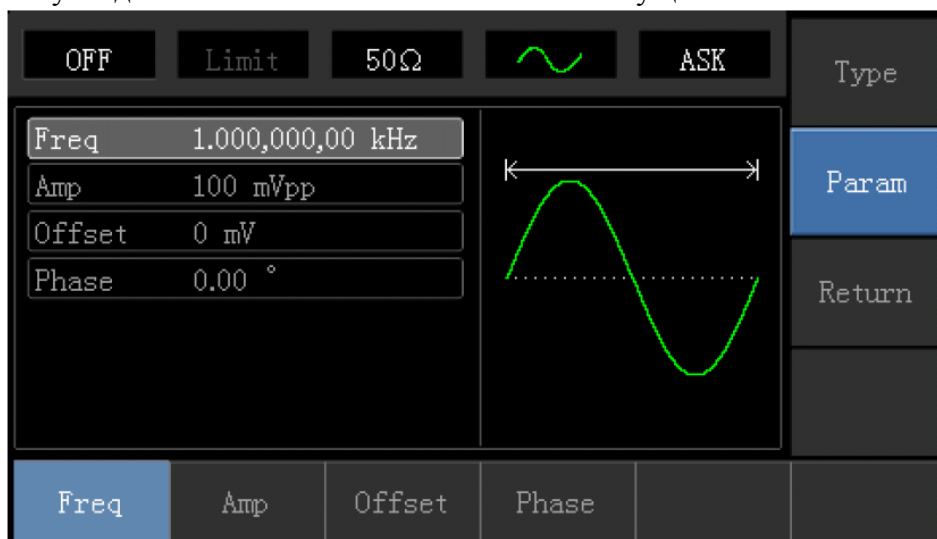 OFF Limit 50Ω ASK
Type
Freq 1.000,000,00 kHz
Amp 100 mVpp
Offset 0 mV
Phase 0.00 °
Param
Return
Freq Amp Offset Phase